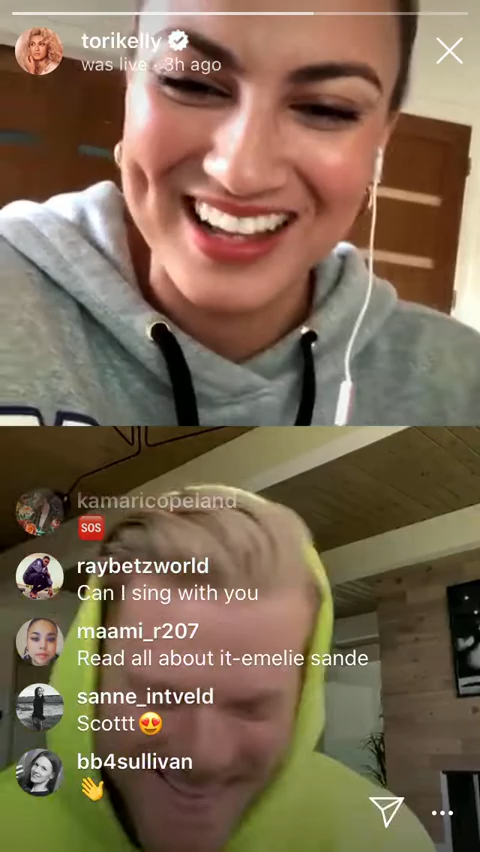 torikelly
was live · 3h ago
kamaricopeland
SOS
raybetzworld
Can I sing with you
maami_r207
Read all about it-emelie sande
sanne_intveld
Scottt😍
bb4sullivan
👋